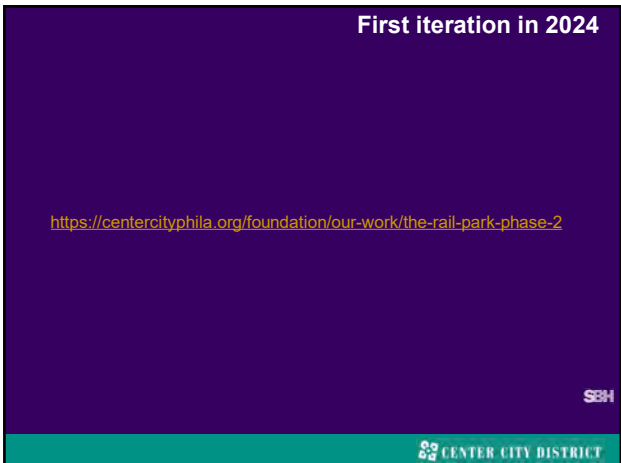 First iteration in 2024
https://centercityphila.org/foundation/our-work/the-rail-park-phase-2
SBH
CENTER CITY DISTRICT